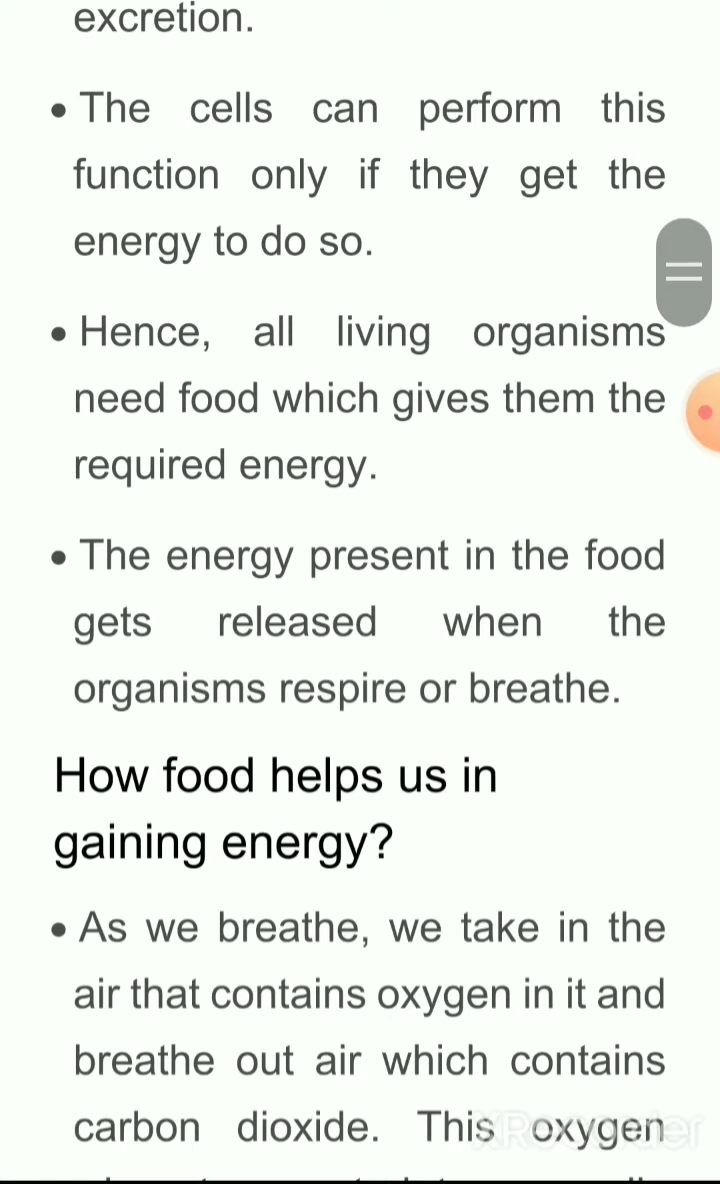 excretion.
• The cells can perform this
function only if they get the
energy to do so.
• Hence, all living organisms
need food which gives them the
required energy.
• The energy present in the food
gets released when the
organisms respire or breathe.
How food helps us in
gaining energy?
• As we breathe, we take in the
air that contains oxygen in it and
breathe out air which contains
carbon dioxide. This oxygen
XRecorder